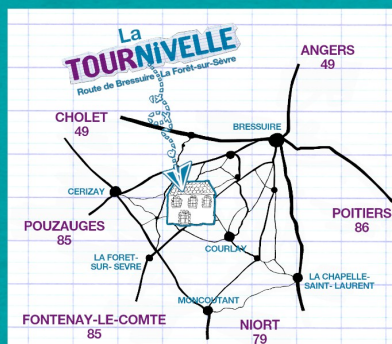 La
TOURNIVELLE
Route de Bressuire La Forêt-sur-Sèvre
ANGERS
49
CHOLET
49
BRESSUIRE
CERIZAY
POITIERS
86
POUZAUGES
85
COURLAY
LA FORET-
SUR- SEVRE
LA CHAPELLE-
SAINT- LAURENT
MONCOUTANT
FONTENAY-LE-COMTE
85
NIORT
79